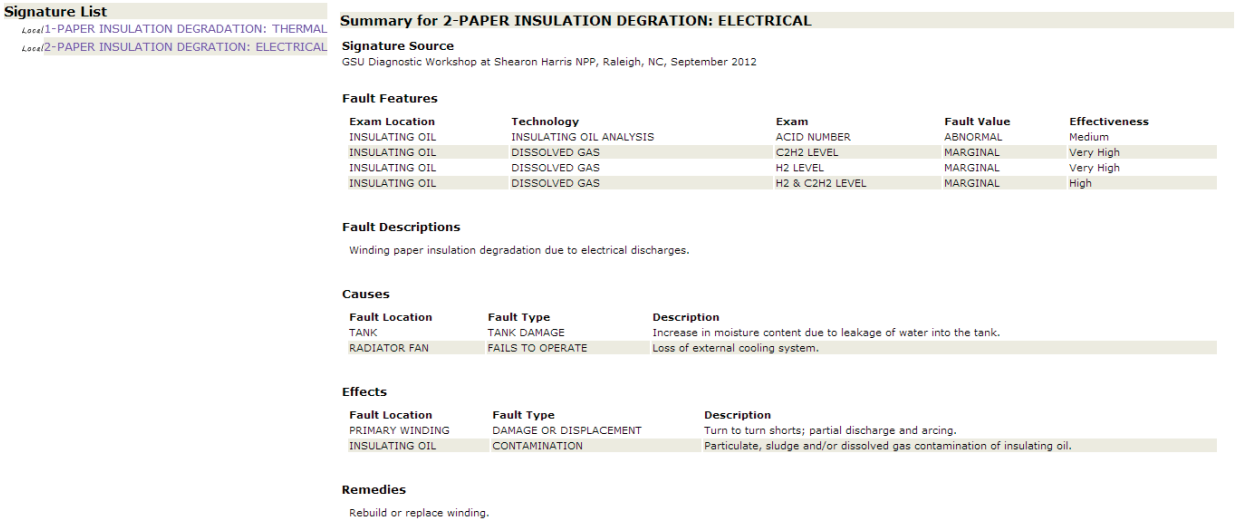 Signature List
Local 1-PAPER INSULATION DEGRADATION: THERMAL
Local 2-PAPER INSULATION DEGRATION: ELECTRICAL
Summary for 2-PAPER INSULATION DEGRATION: ELECTRICAL
Signature Source
GSU Diagnostic Workshop at Shearon Harris NPP, Raleigh, NC, September 2012
Fault Features
Exam Location Technology Exam Fault Value Effectiveness
INSULATING OIL INSULATING OIL ANALYSIS ACID NUMBER ABNORMAL Medium
INSULATING OIL DISSOLVED GAS C2H2 LEVEL MARGINAL Very High
INSULATING OIL DISSOLVED GAS H2 LEVEL MARGINAL Very High
INSULATING OIL DISSOLVED GAS H2 & C2H2 LEVEL MARGINAL High
Fault Descriptions
Winding paper insulation degradation due to electrical discharges.
Causes
Fault Location Fault Type Description
TANK TANK DAMAGE Increase in moisture content due to leakage of water into the tank.
RADIATOR FAN FAILS TO OPERATE Loss of external cooling system.
Effects
Fault Location Fault Type Description
PRIMARY WINDING DAMAGE OR DISPLACEMENT Turn to turn shorts; partial discharge and arcing.
INSULATING OIL CONTAMINATION Particulate, sludge and/or dissolved gas contamination of insulating oil.
Remedies
Rebuild or replace winding.